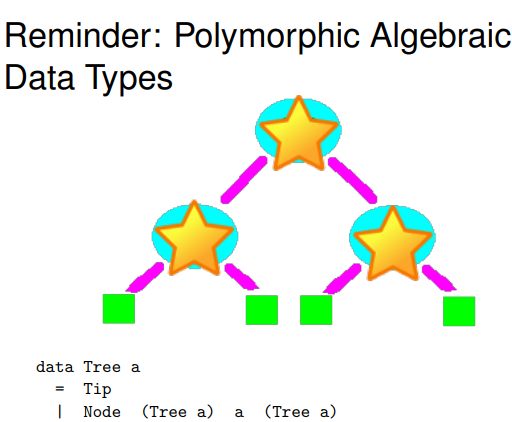 Reminder: Polymorphic Algebraic
Data Types
data Tree a
  =  Tip
  |  Node  (Tree a)  a  (Tree a)